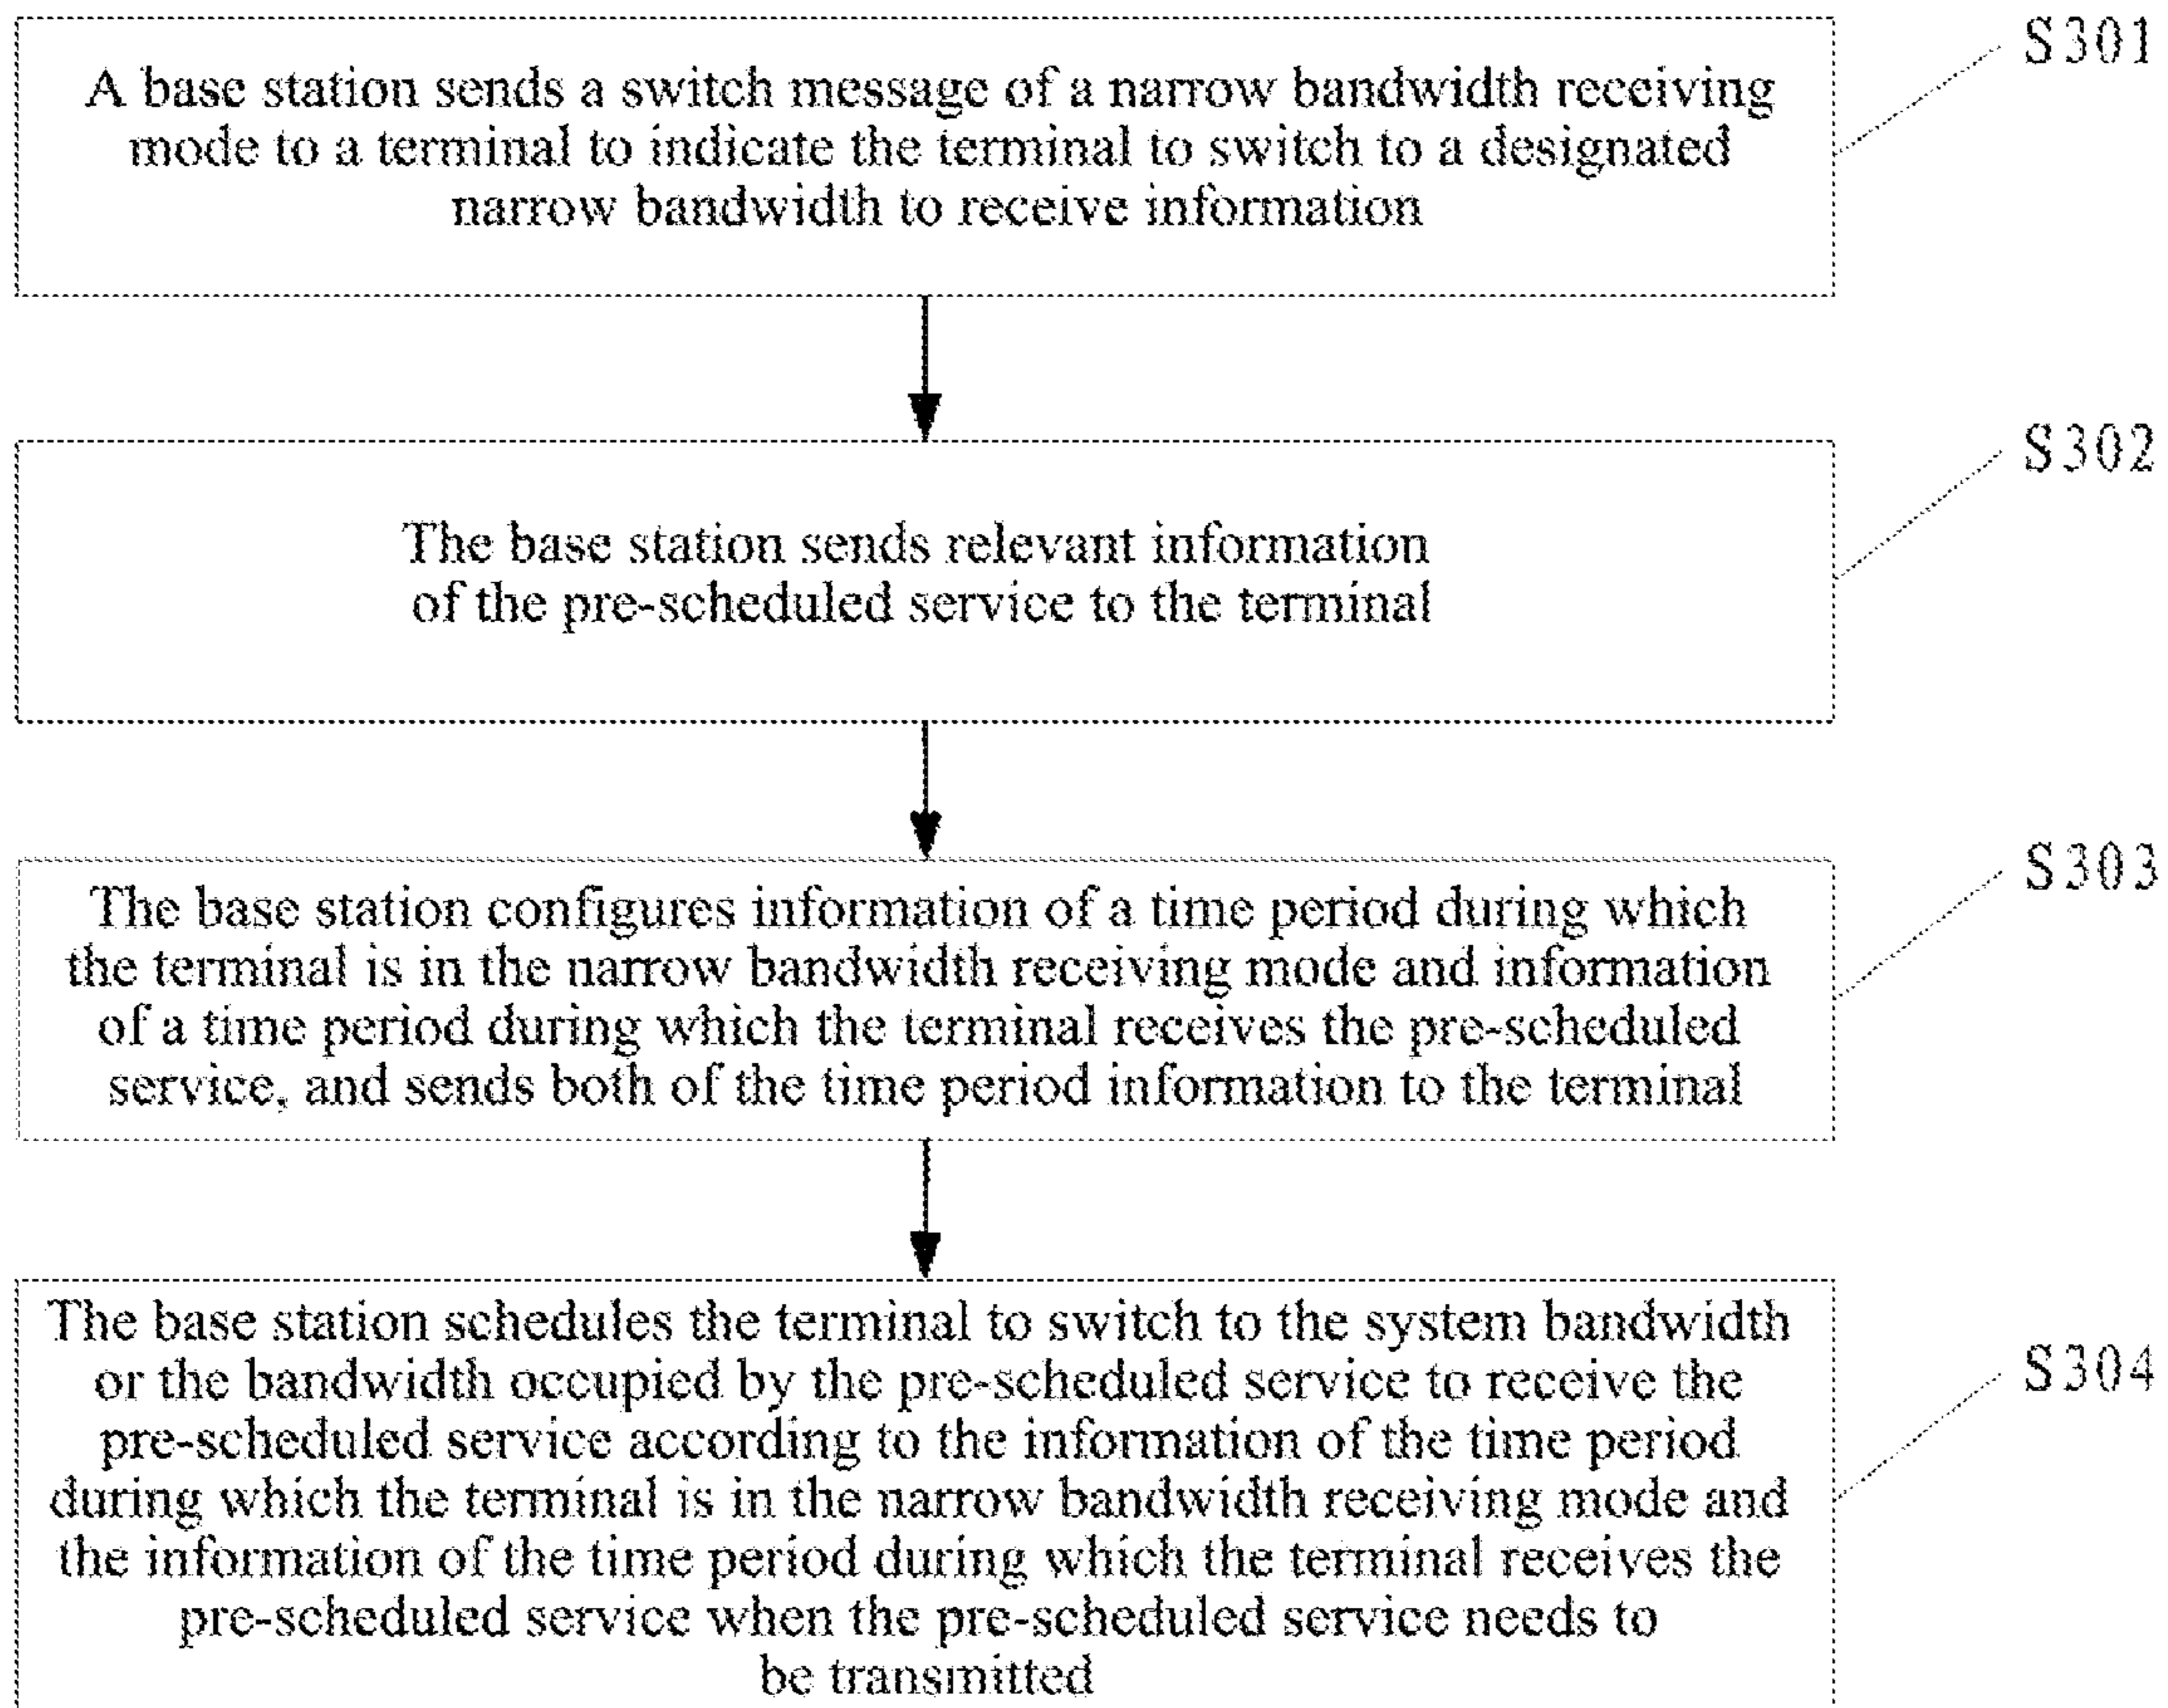 S301
A base station sends a switch message of a narrow bandwidth receiving
mode to a terminal to indicate the terminal to switch to a designated
narrow bandwidth to receive information
S302
The base station sends relevant information
of the pre-scheduled service to the terminal
S303
The base station configures information of a time period during which
the terminal is in the narrow bandwidth receiving mode and information
of a time period during which the terminal receives the pre-scheduled
service, and sends both of the time period information to the terminal
S304
The base station schedules the terminal to switch to the system bandwidth
or the bandwidth occupied by the pre-scheduled service to receive the
pre-scheduled service according to the information of the time period
during which the terminal is in the narrow bandwidth receiving mode and
the information of the time period during which the terminal receives the
pre-scheduled service when the pre-scheduled service needs to
be transmitted